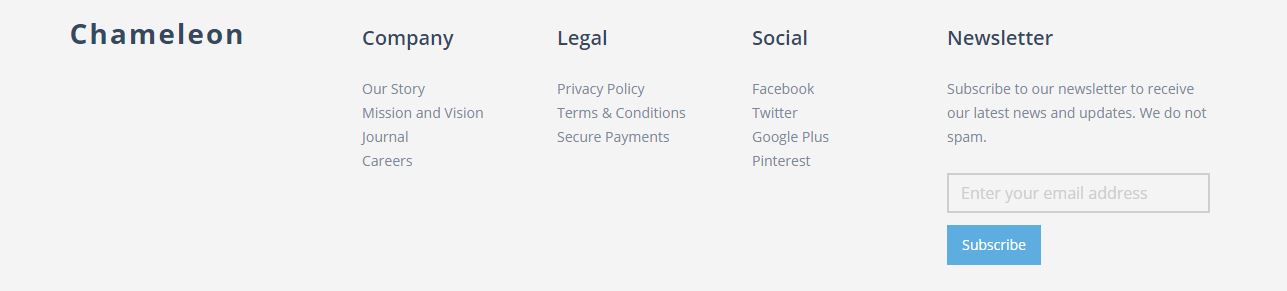 Chameleon
Company
Our Story
Mission and Vision
Journal
Careers
Legal
Privacy Policy
Terms & Conditions
Secure Payments
Social
Facebook
Twitter
Google Plus
Pinterest
Newsletter
Subscribe to our newsletter to receive
our latest news and updates. We do not
spam.
Enter your email address
Subscribe